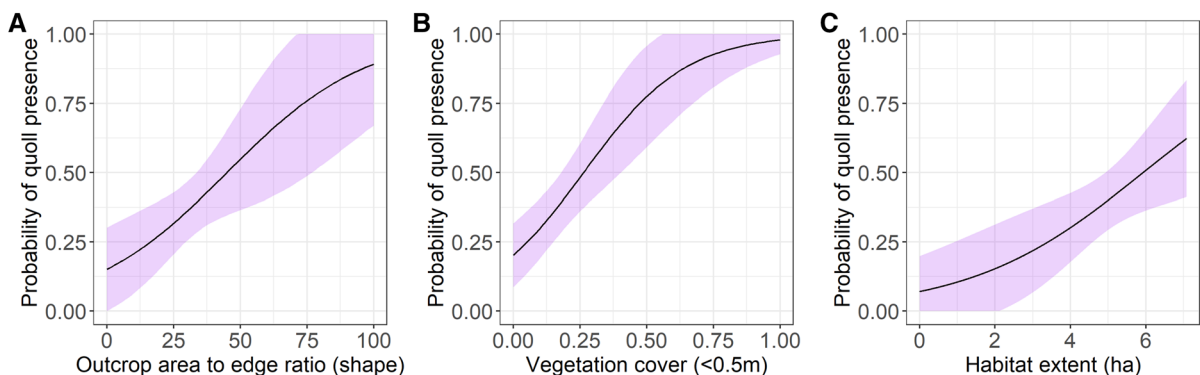 A
Probability of quoll presence
1.00
0.75
0.50
0.25
0.00
0 25 50 75 100
Outcrop area to edge ratio (shape)
B
Probability of quoll presence
1.00
0.75
0.50
0.25
0.00
0.00 0.25 0.50 0.75 1.00
Vegetation cover (<0.5m)
C
Probability of quoll presence
1.00
0.75
0.50
0.25
0.00
0 2 4 6
Habitat extent (ha)